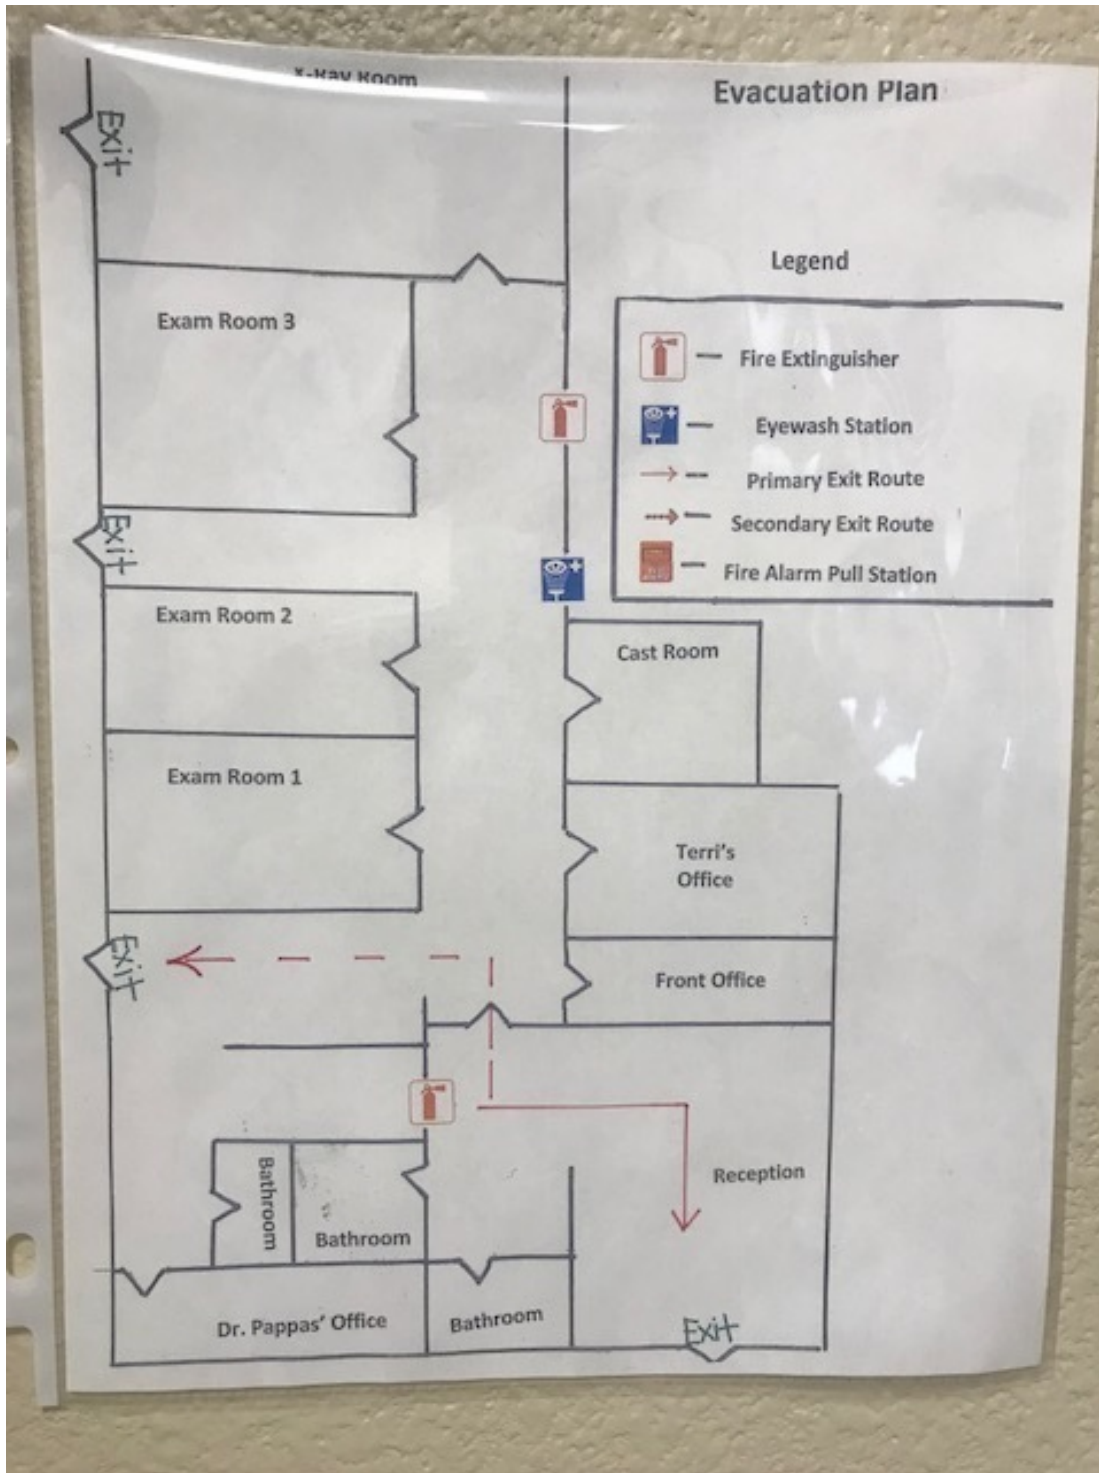 X-Ray Room
Evacuation Plan
Exit
Legend
Exam Room 3
Fire Extinguisher
Eyewash Station
Primary Exit Route
Secondary Exit Route
Fire Alarm Pull Station
Exit
Exam Room 2
Cast Room
Exam Room 1
Terri's
Office
Exit
Front Office
Reception
Bathroom
Bathroom
Dr. Pappas' Office
Bathroom
Exit